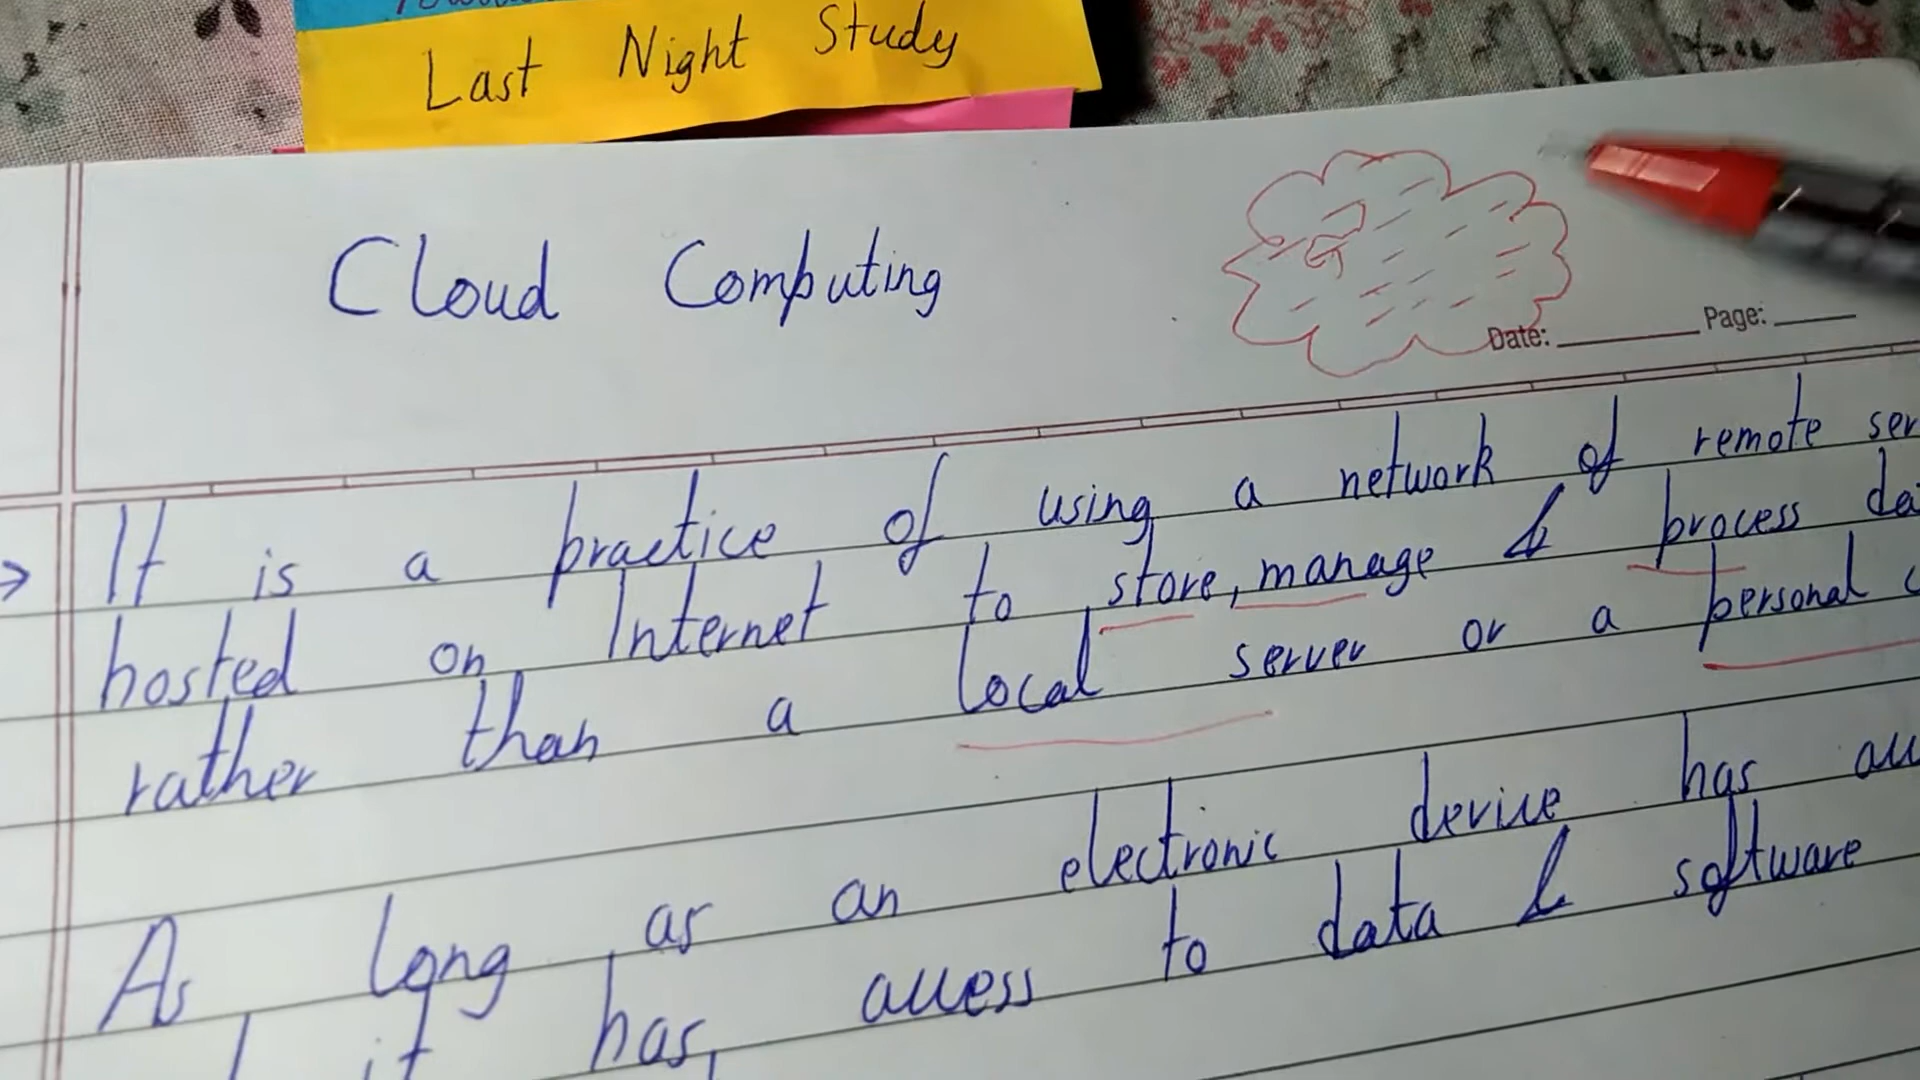 Last Night Study
Cloud Computing
Date: Page:
→ It is a practice of using a network of remote ser
hosted on Internet to store, manage & process da
rather than a local server or a personal c
As long as an electronic device has acc
it has access to data & software